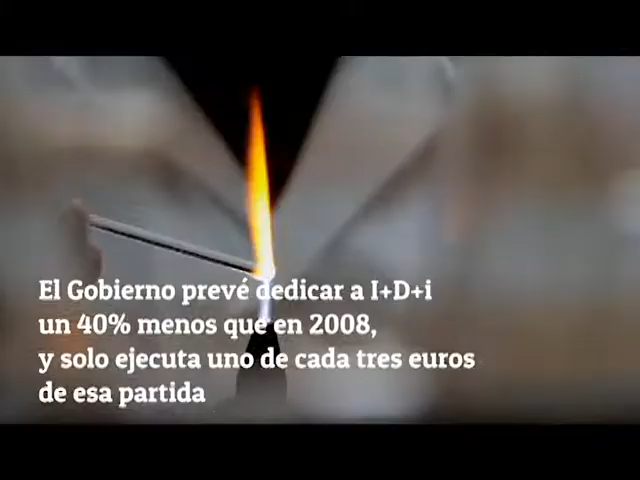 El Gobierno prevé dedicar a I+D+i
un 40% menos que en 2008,
y solo ejecuta uno de cada tres euros
de esa partida